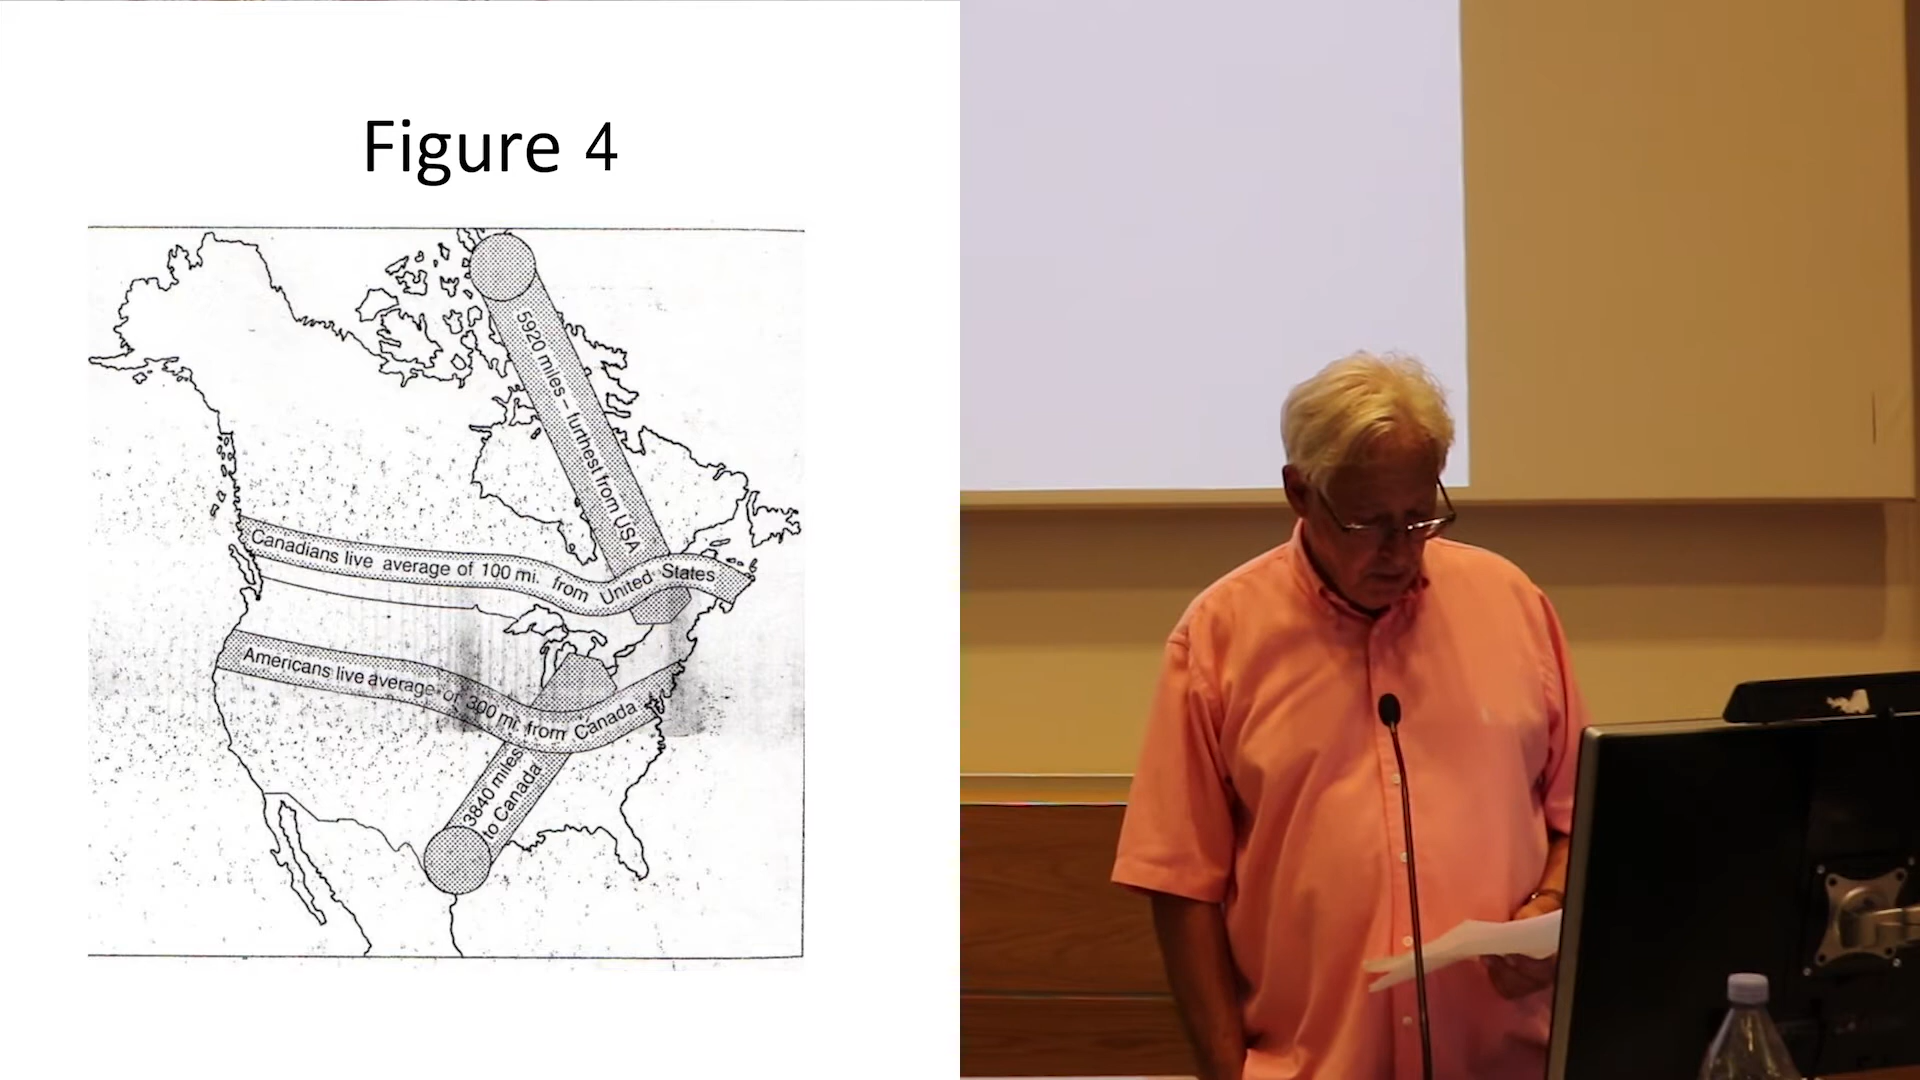 Figure 4
5920 miles – furthest from USA
Canadians live average of 100 mi. from United States
Americans live average of 300 mi. from Canada
3840 miles
to Canada